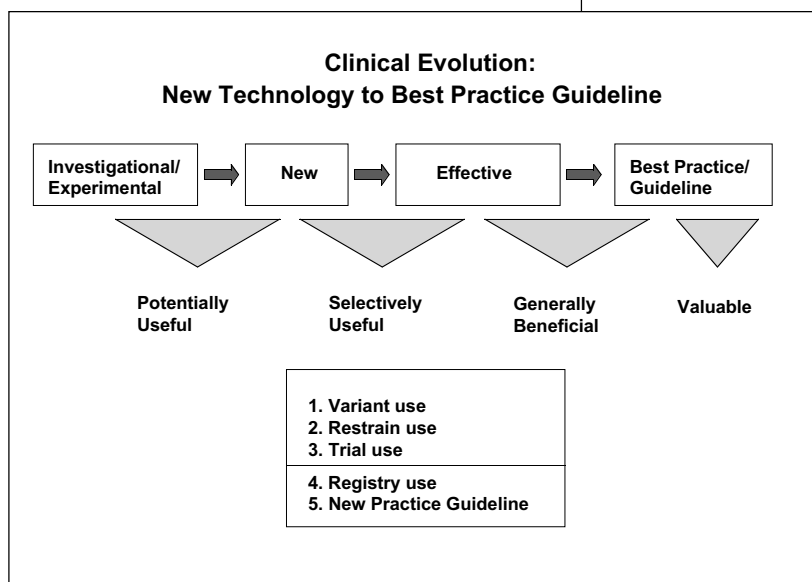 Clinical Evolution:
New Technology to Best Practice Guideline
Investigational/
Experimental
New
Effective
Best Practice/
Guideline
Potentially
Useful
Selectively
Useful
Generally
Beneficial
Valuable
1. Variant use
2. Restrain use
3. Trial use
4. Registry use
5. New Practice Guideline